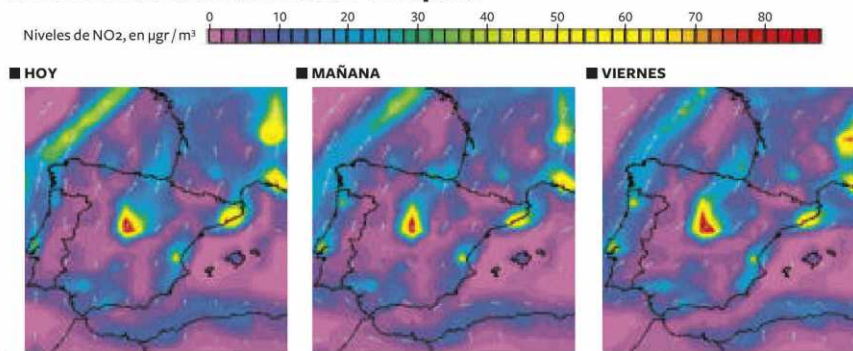 0 10 20 30 40 50 60 70 80
Niveles de NO2, en µgr/m³
■ HOY
■ MAÑANA
■ VIERNES